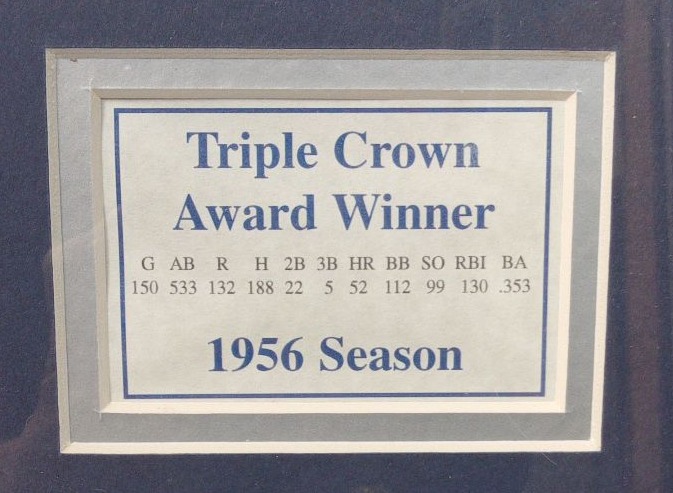 Triple Crown
Award Winner
G AB R H 2B 3B HR BB SO RBI BA
150 533 132 188 22 5 52 112 99 130 .353
1956 Season